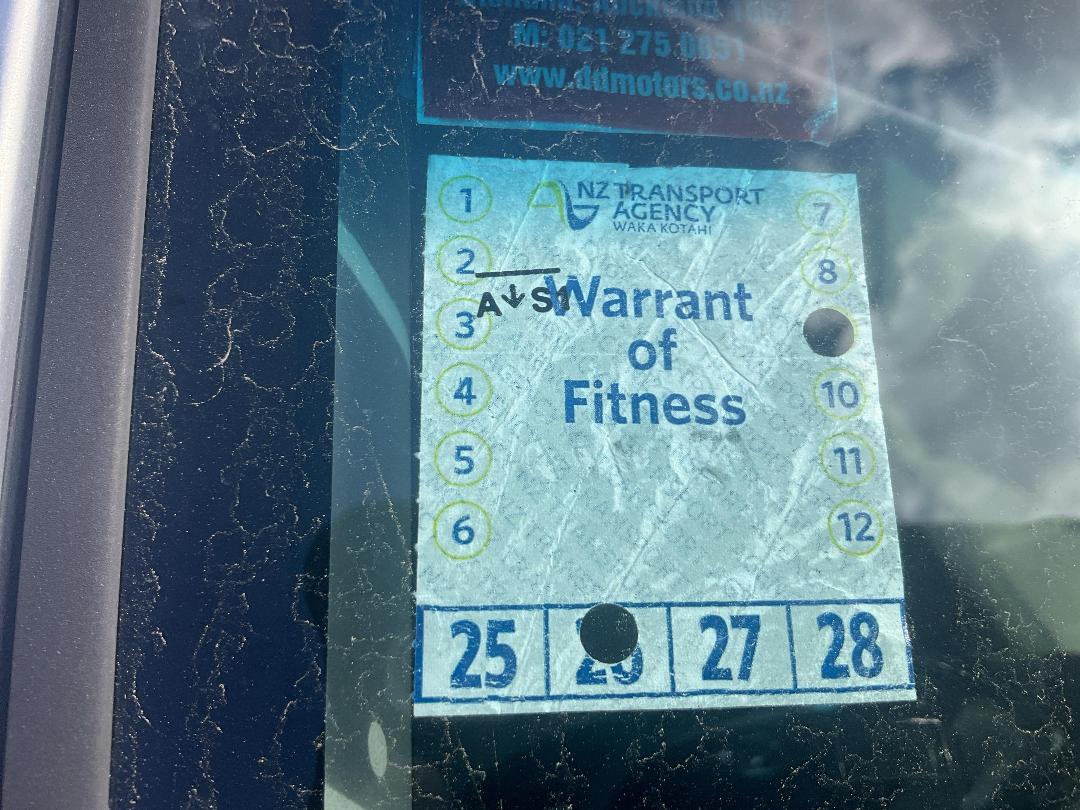 M: 021 275
www.ddmotors.co.nz
NZ TRANSPORT
AGENCY
WAKA KOTAHI
1
2
3
4
5
6
7
8
10
11
12
A↓S1
Warrant
of
Fitness
25 27 28